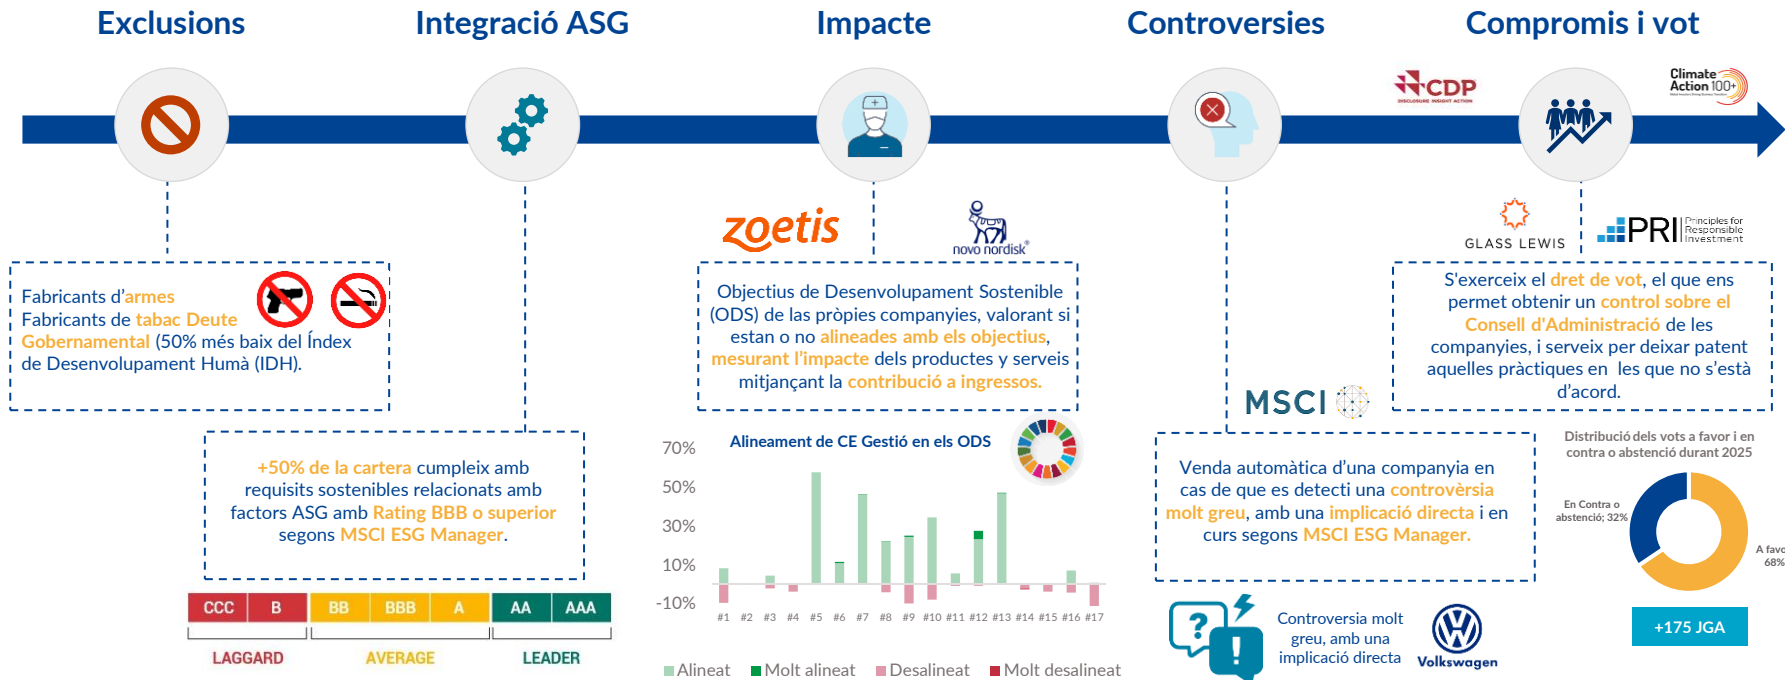 Exclusions
Integració ASG
Impacte
Controversies
Compromis i vot
CDP
DISCLOSURE INSIGHT ACTION
Climate
Action 100+
Fabricants d’armes
Fabricants de tabac Deute
Gobernamental (50% més baix del Índex
de Desenvolupament Humà (IDH).
+50% de la cartera cumpleix amb
requisits sostenibles relacionats amb
factors ASG amb Rating BBB o superior
segons MSCI ESG Manager.
CCC B BB BBB A AA AAA
LAGGARD AVERAGE LEADER
zoetis
novo nordisk®
Objectius de Desenvolupament Sostenible
(ODS) de las pròpies companyies, valorant si
estan o no alineades amb els objectius,
mesurant l’impacte dels productes y serveis
mitjançant la contribució a ingressos.
Alineament de CE Gestió en els ODS
70%
50%
30%
10%
-10%
#1 #2 #3 #4 #5 #6 #7 #8 #9 #10 #11 #12 #13 #14 #15 #16 #17
Alineat Molt alineat Desalineat Molt desalineat
MSCI
Venda automàtica d’una companyia en
cas de que es detecti una controvèrsia
molt greu, amb una implicació directa i en
curs segons MSCI ESG Manager.
?
!
Controversia molt
greu, amb una
implicació directa
Volkswagen
GLASS LEWIS
PRI Principles for
Responsible
Investment
S'exerceix el dret de vot, el que ens
permet obtenir un control sobre el
Consell d'Administració de les
companyies, i serveix per deixar patent
aquelles pràctiques en les que no s’està
d’acord.
Distribució dels vots a favor i en
contra o abstenció durant 2025
En Contra o
abstenció; 32%
A favo
68%
+175 JGA